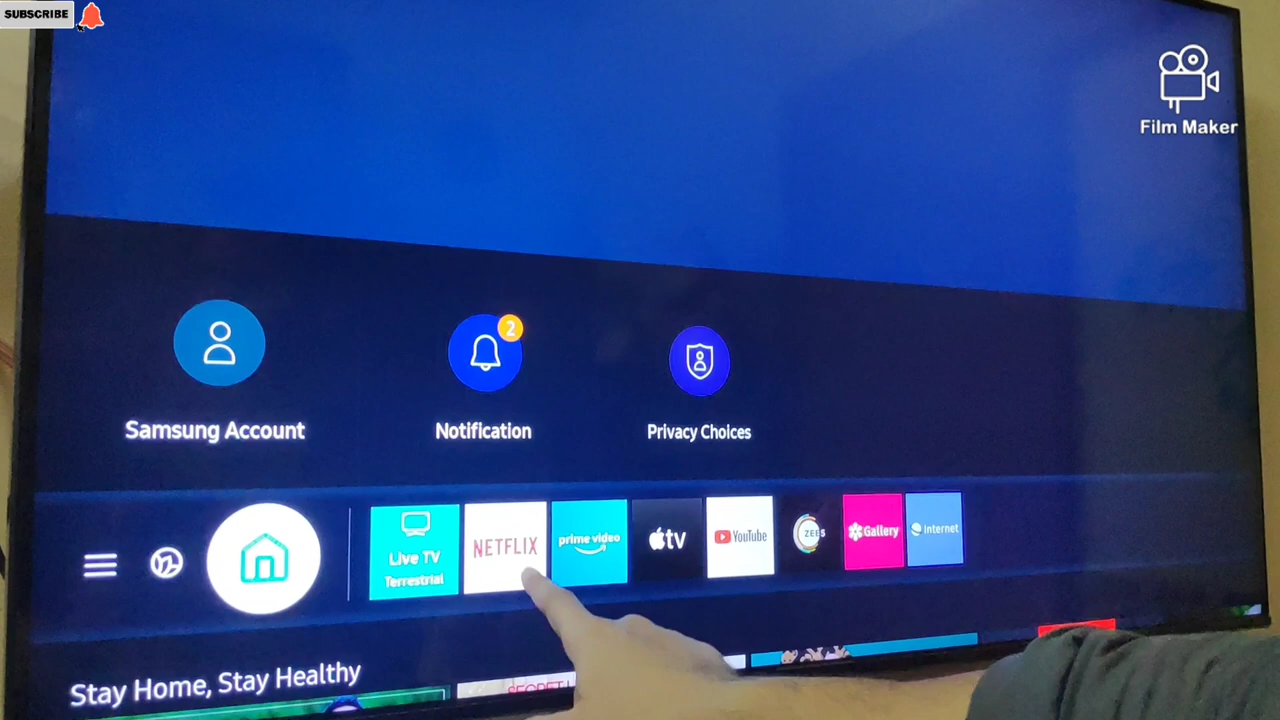 SUBSCRIBE
Film Maker
2
Samsung Account
Notification
Privacy Choices
Live TV
Terrestrial
NETFLIX
prime video
tv
YouTube
ZEE5
Gallery
Internet
Stay Home, Stay Healthy